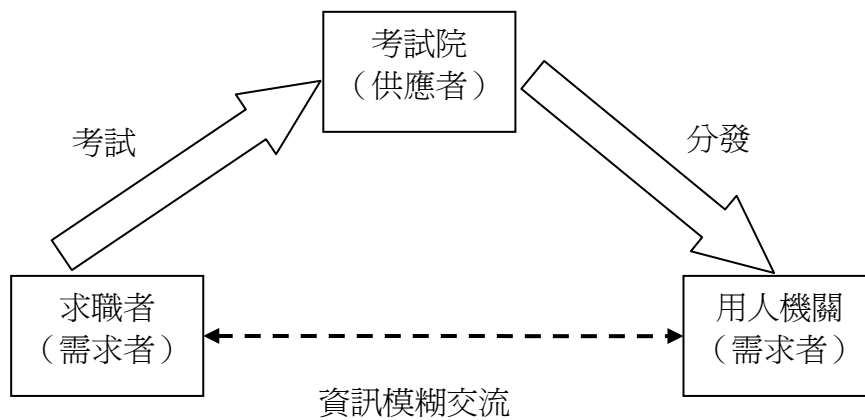 考試院
（供應者）
考試
分發
求職者
（需求者）
用人機關
（需求者）
資訊模糊交流